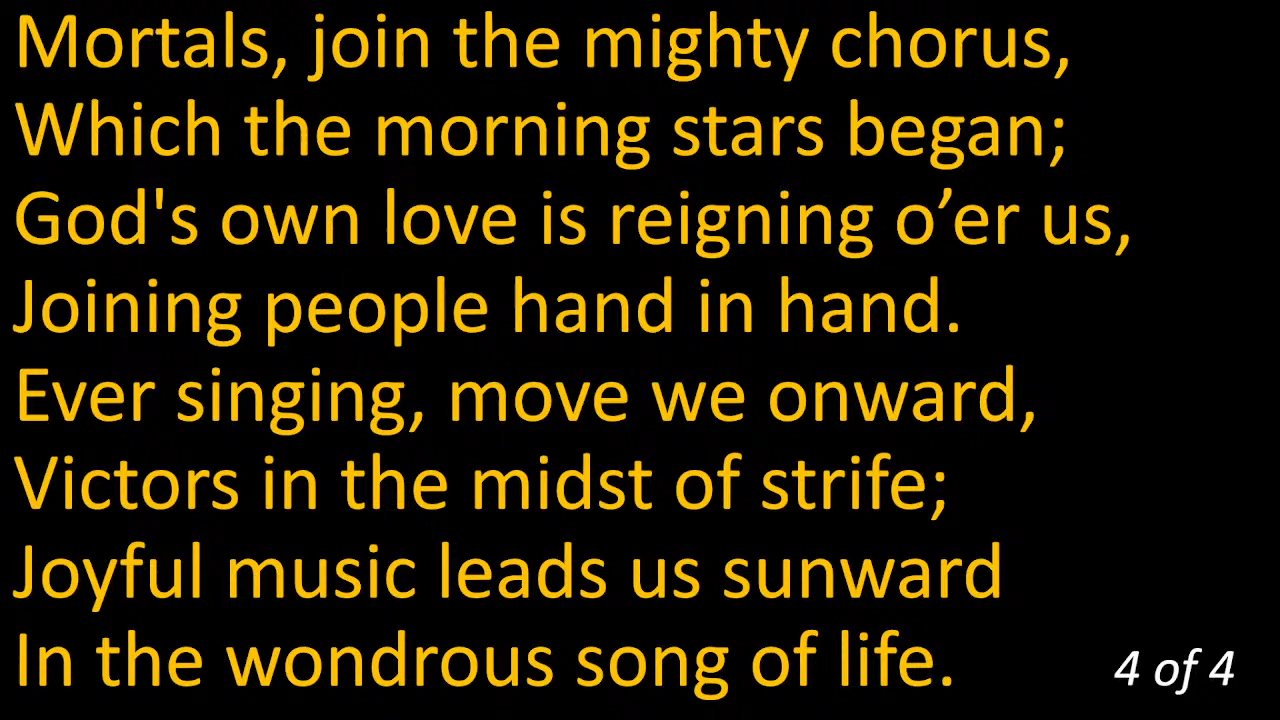 Mortals, join the mighty chorus,
Which the morning stars began;
God's own love is reigning o’er us,
Joining people hand in hand.
Ever singing, move we onward,
Victors in the midst of strife;
Joyful music leads us sunward
In the wondrous song of life.
4 of 4